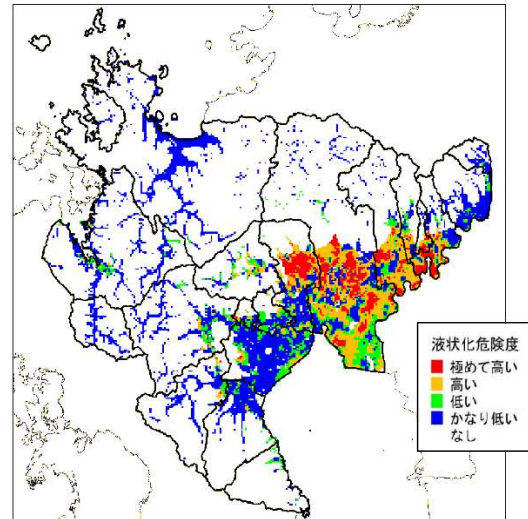 液状化危険度
極めて高い
高い
低い
かなり低い
なし